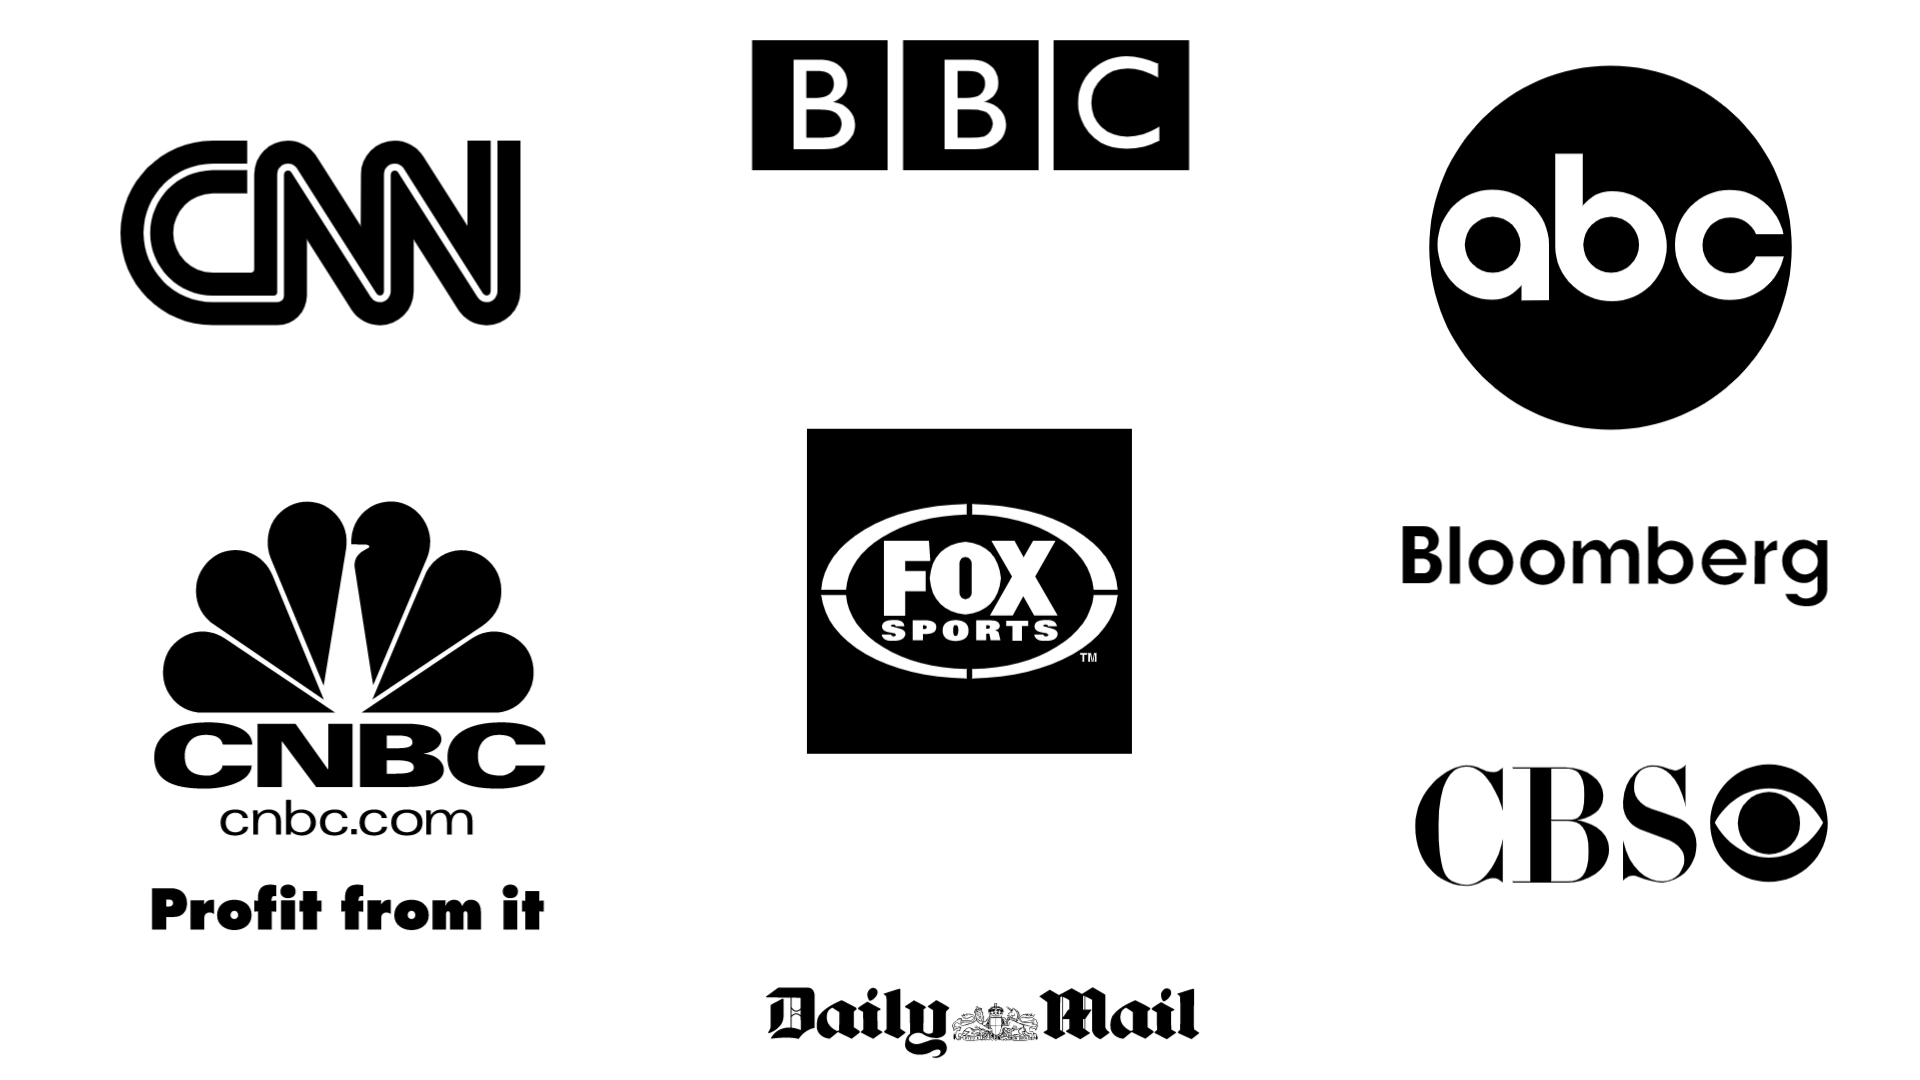 BBC
CNN
abc
FOX
SPORTS
TM
Bloomberg
CNBC
cnbc.com
Profit from it
CBS
Daily Mail